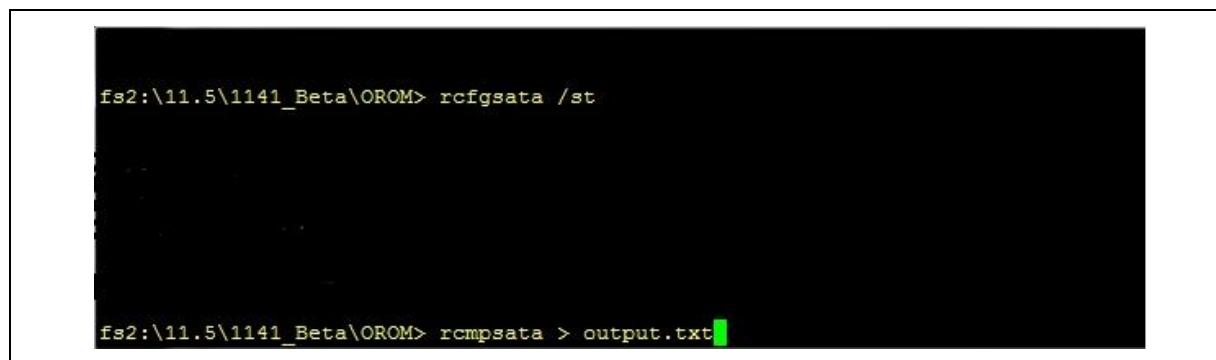 fs2:\11.5\1141_Beta\OROM> rcfgsata /st
fs2:\11.5\1141_Beta\OROM> rcmpsata > output.txt